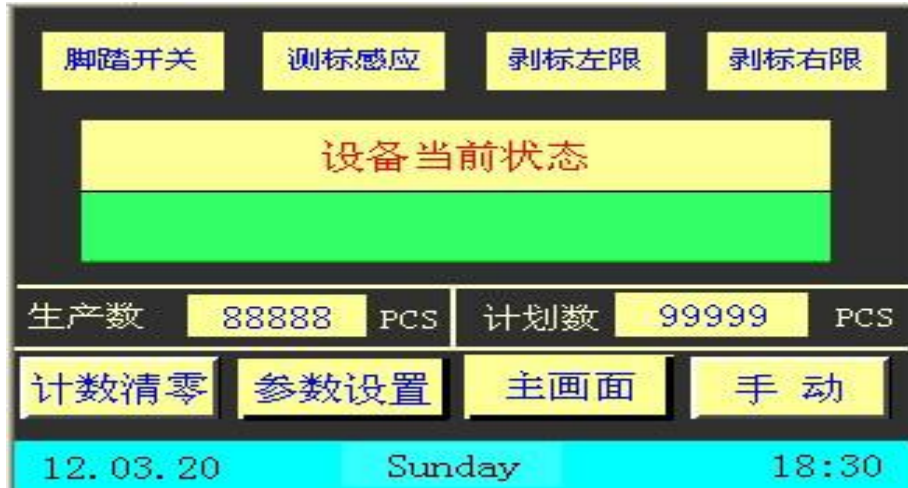 脚踏开关 测标感应 剥标左限 剥标右限
设备当前状态
生产数 88888 PCS 计划数 99999 PCS
计数清零 参数设置 主画面 手 动
12.03.20 Sunday 18:30